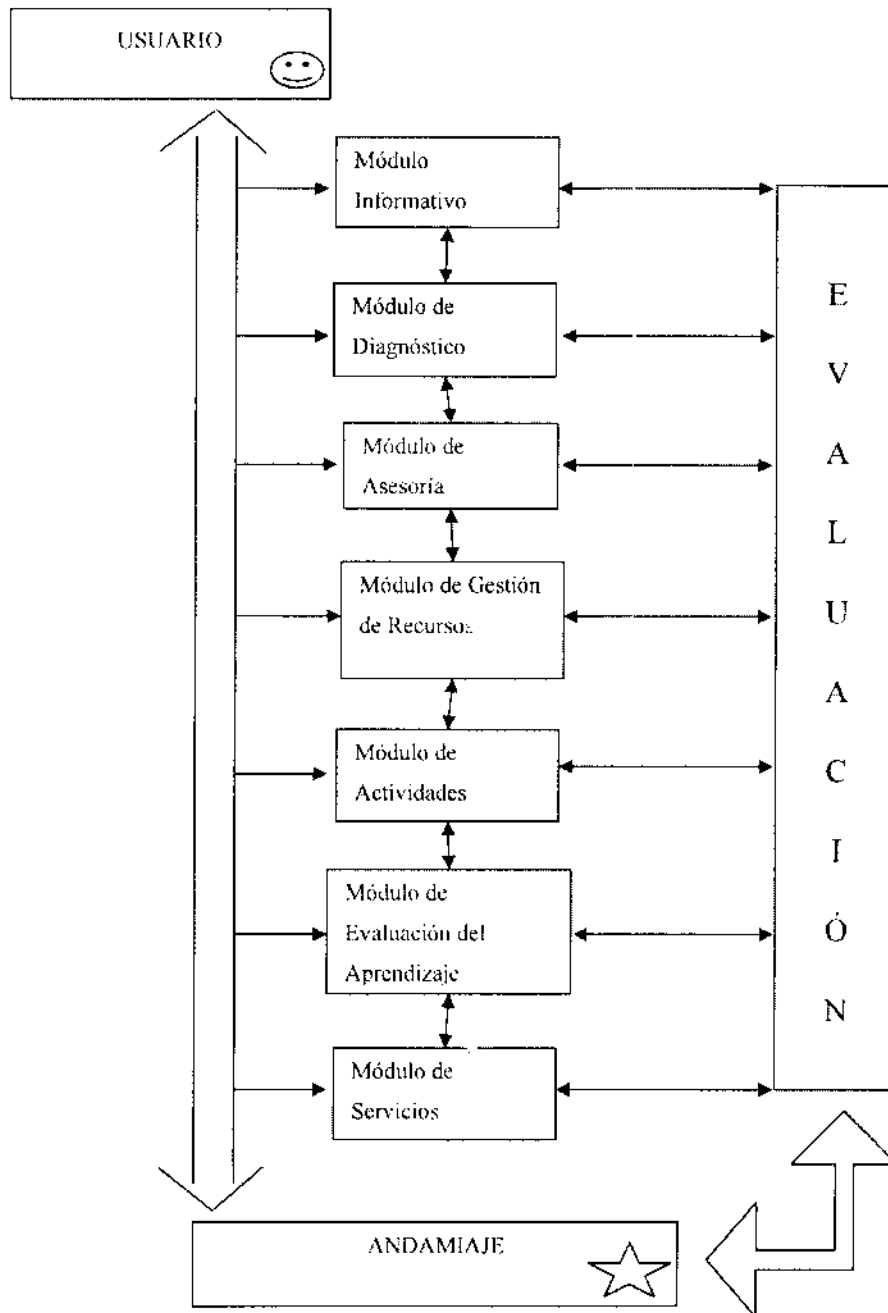 USUARIO
Módulo
Informativo
Módulo de
Diagnóstico
Módulo de
Asesoría
Módulo de Gestión
de Recursos
Módulo de
Actividades
Módulo de
Evaluación del
Aprendizaje
Módulo de
Servicios
E
V
A
L
U
A
C
I
Ó
N
ANDAMIAJE